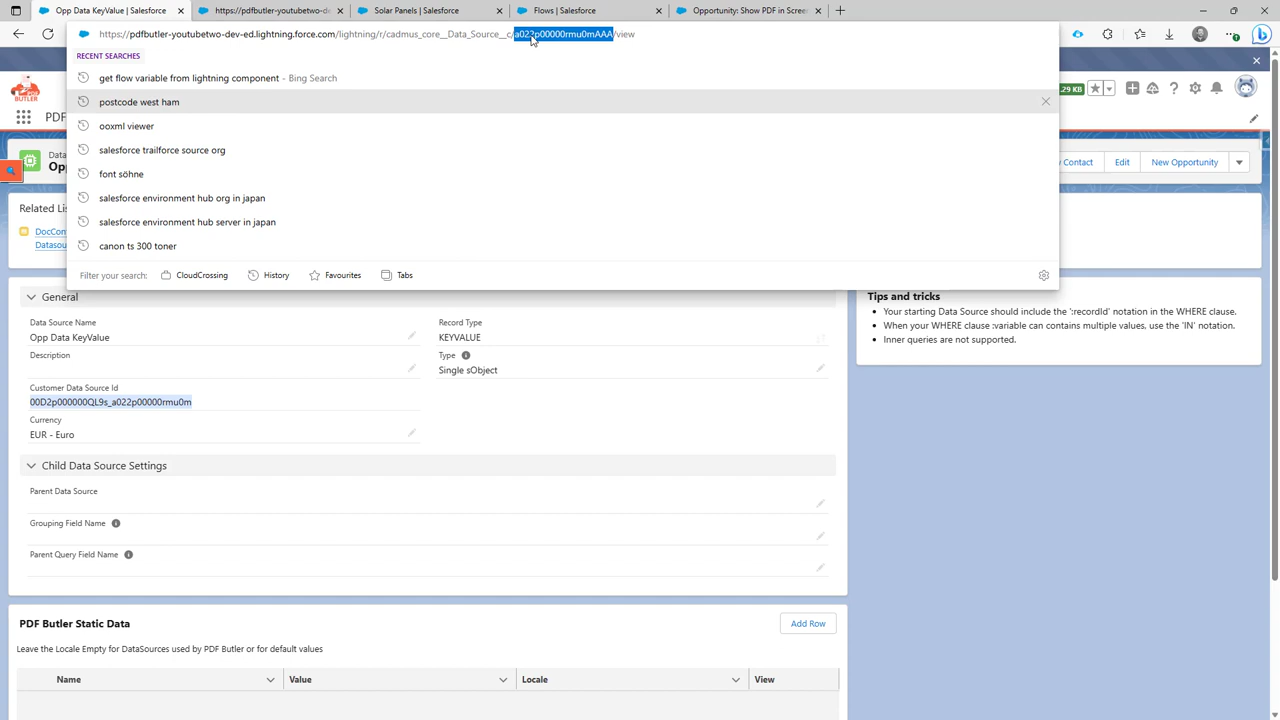 Opp Data KeyValue | Salesforce
https://pdfbutler-youtubetwo-de
Solar Panels | Salesforce
Flows | Salesforce
Opportunity: Show PDF in Scree
https://pdfbutler-youtubetwo-dev-ed.lightning.force.com/lightning/r/cadmus_core__Data_Source__c/a022p00000rmu0mAAA/view
RECENT SEARCHES
get flow variable from lightning component - Bing Search
postcode west ham
ooxml viewer
salesforce trailforce source org
font söhne
salesforce environment hub org in japan
salesforce environment hub server in japan
canon ts 300 toner
Filter your search:
CloudCrossing
History
Favourites
Tabs
.29 KB
BUTLER
PDF
Data
Op
Contact
Edit
New Opportunity
Related Lis
DocCon
Datasou
General
Data Source Name
Opp Data KeyValue
Description
Customer Data Source Id
00D2p000000QL9s_a022p00000rmu0m
Currency
EUR - Euro
Record Type
KEYVALUE
Type
Single sObject
Child Data Source Settings
Parent Data Source
Grouping Field Name
Parent Query Field Name
Tips and tricks
Your starting Data Source should include the ':recordId' notation in the WHERE clause.
When your WHERE clause :variable can contains multiple values, use the 'IN' notation.
Inner queries are not supported.
PDF Butler Static Data
Add Row
Leave the Locale Empty for DataSources used by PDF Butler or for default values
Name
Value
Locale
View